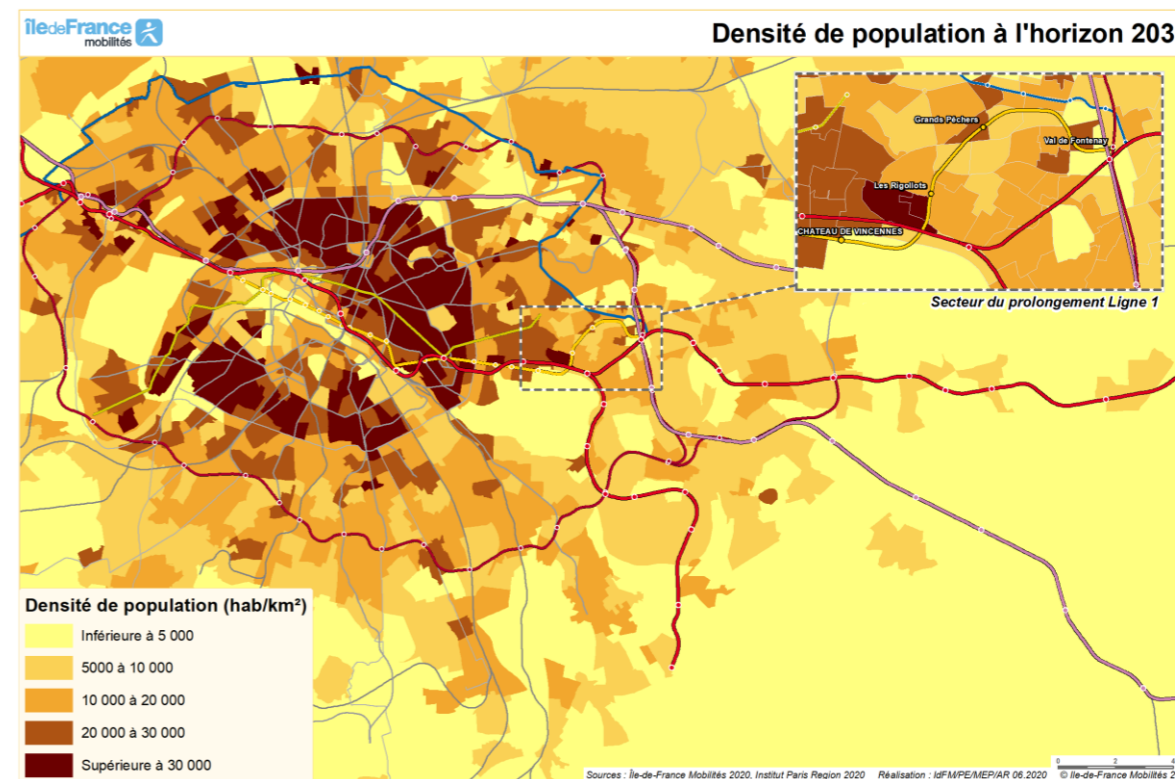 îledeFrance
mobilités
Densité de population à l'horizon 203
Grands Pêchers
Val de Fontenay
Les Rigollots
CHATEAU DE VINCENNES
Secteur du prolongement Ligne 1
Densité de population (hab/km²)
Inférieure à 5 000
5000 à 10 000
10 000 à 20 000
20 000 à 30 000
Supérieure à 30 000
0 2
Sources : Île-de-France Mobilités 2020, Institut Paris Region 2020 Réalisation : IdFM/PE/MEP/AR 06.2020 © Ile-de-France Mobilités 2